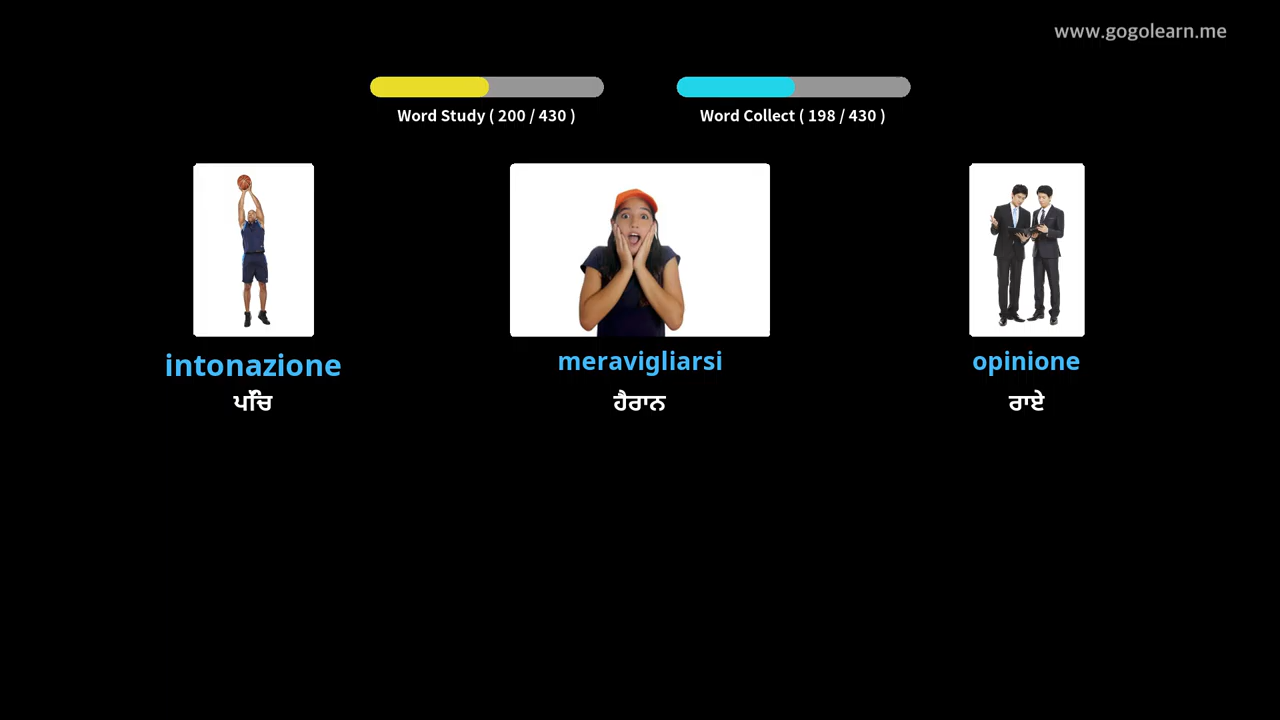 www.gogolearn.me
Word Study ( 200 / 430 )
Word Collect ( 198 / 430 )
intonazione
meravigliarsi
opinione
ਪਿੱਚ
ਹੈਰਾਨ
ਰਾਏ